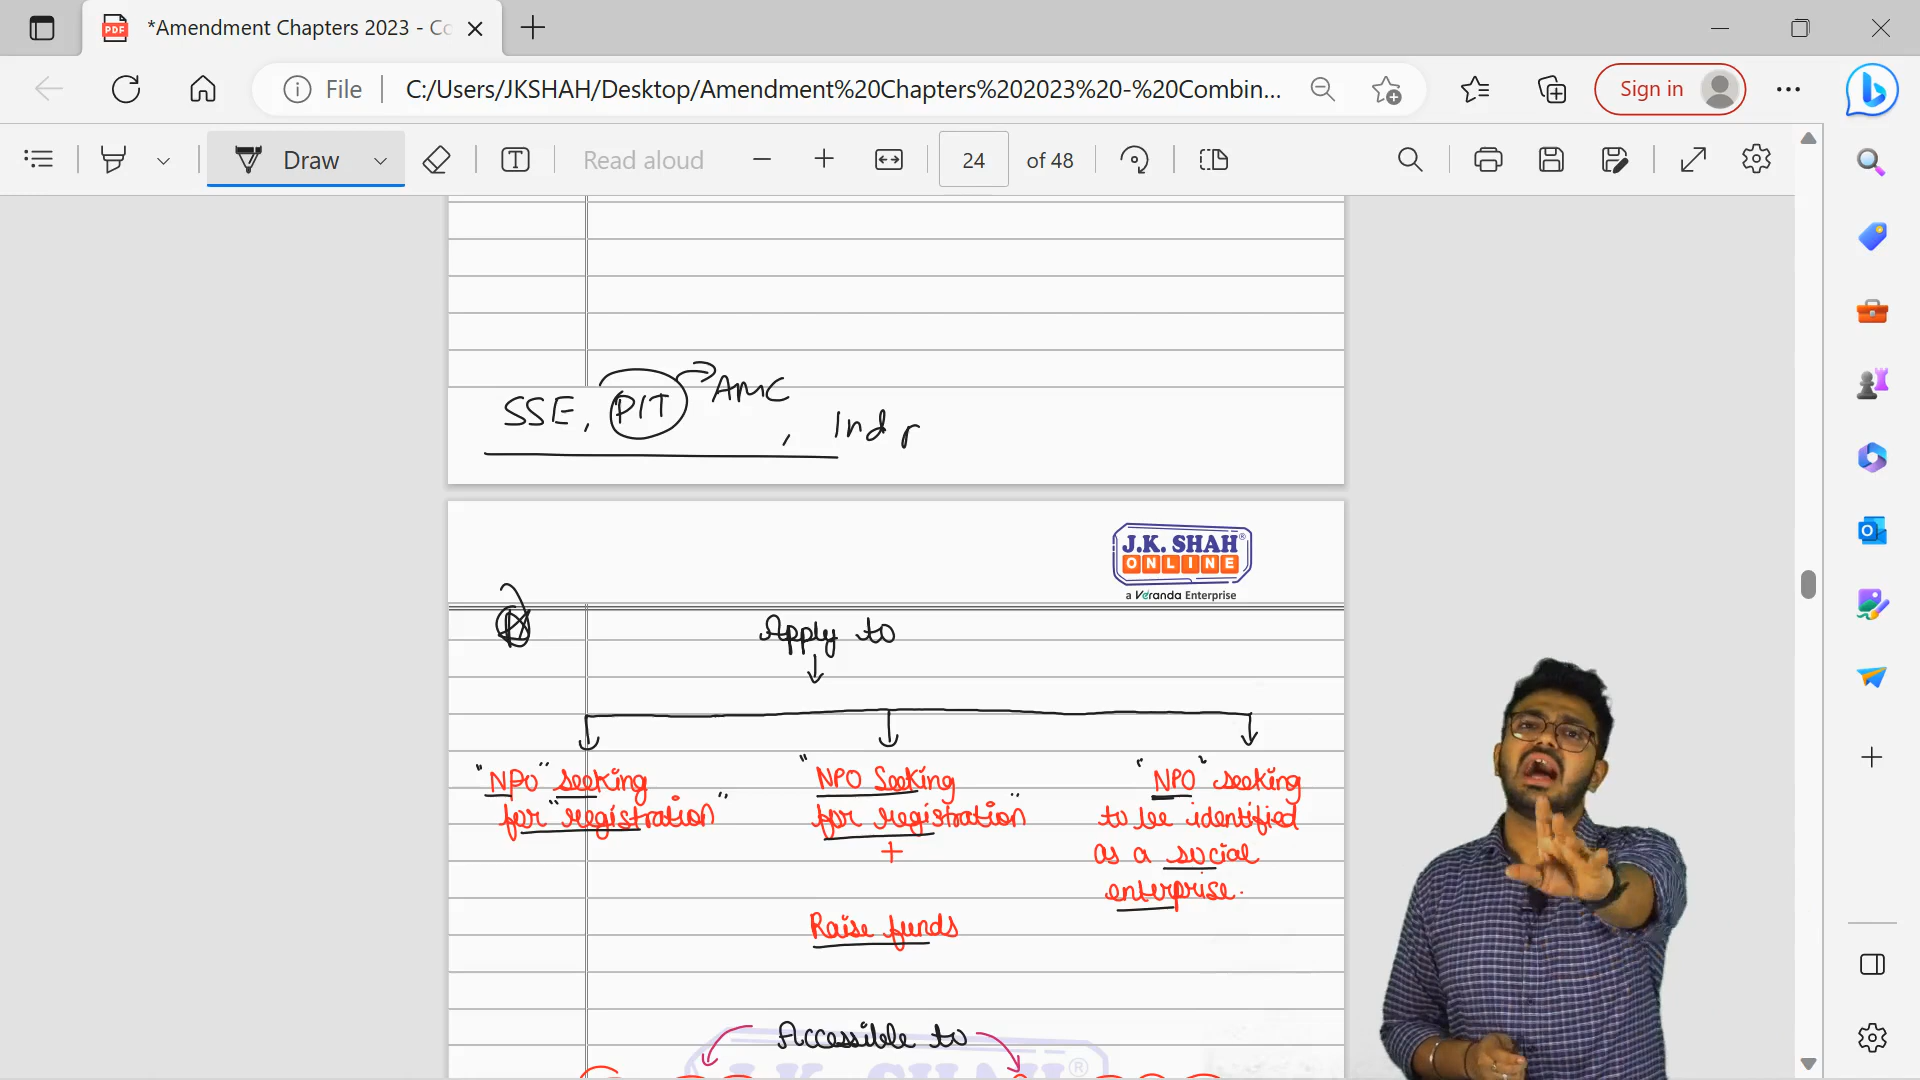 *Amendment Chapters 2023 - Co
File
C:/Users/JKSHAH/Desktop/Amendment%20Chapters%202023%20-%20Combin...
Sign in
Draw
Read aloud
24
of 48
SSE, PIT AMC
, Ind r
J.K. SHAH®
ONLINE
a Veranda Enterprise
Apply to
"NPO" seeking
for "registration"
"NPO Seeking
for registration"
+
Raise funds
"NPO" seeking
to be identified
as a social
enterprise.
Accessible to
J.K. SHAH®